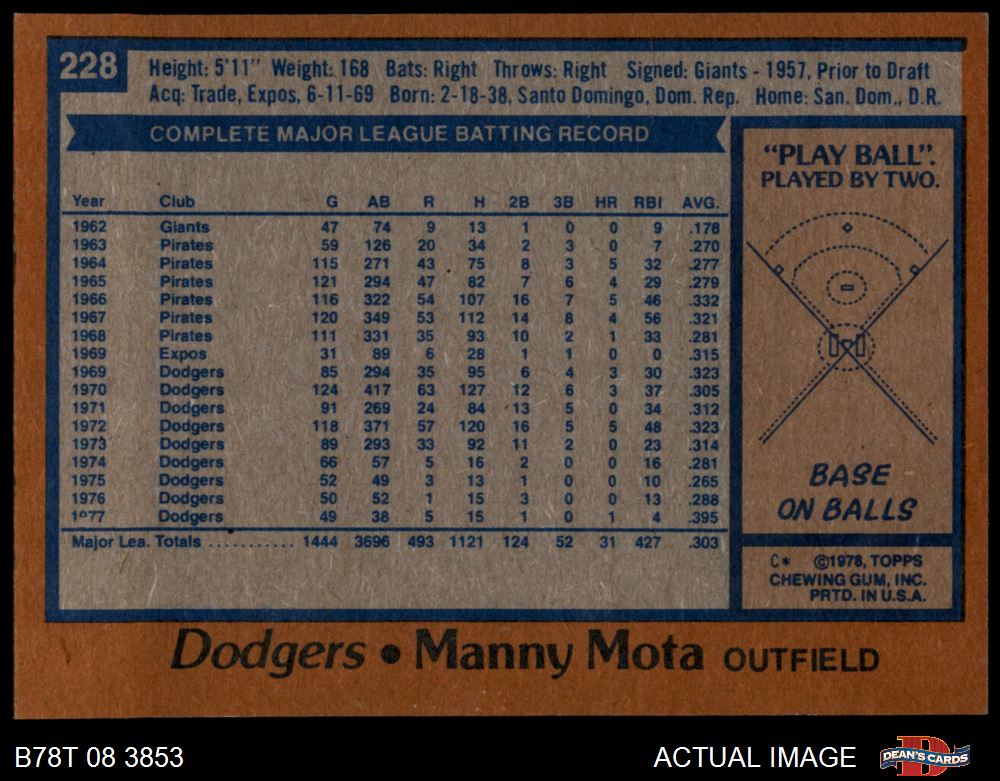 228
Height: 5'11" Weight: 168 Bats: Right Throws: Right Signed: Giants - 1957, Prior to Draft
Acq: Trade, Expos, 6-11-69 Born: 2-18-38, Santo Domingo, Dom. Rep. Home: San. Dom., D.R.
COMPLETE MAJOR LEAGUE BATTING RECORD
Year Club G AB R H 2B 3B HR RBI AVG.
1962 Giants 47 74 9 13 1 0 0 9 .176
1963 Pirates 59 126 20 34 2 3 0 7 .270
1964 Pirates 115 271 43 75 8 3 5 32 .277
1965 Pirates 121 294 47 82 7 6 4 29 .279
1966 Pirates 116 322 54 107 16 7 5 46 .332
1967 Pirates 120 349 53 112 14 8 4 56 .321
1968 Pirates 111 331 35 93 10 2 1 33 .281
1969 Expos 31 89 6 28 1 1 0 0 .315
1969 Dodgers 85 294 35 95 6 4 3 30 .323
1970 Dodgers 124 417 63 127 12 6 3 37 .305
1971 Dodgers 91 269 24 84 13 5 0 34 .312
1972 Dodgers 118 371 57 120 16 5 5 48 .323
1973 Dodgers 89 293 33 92 11 2 0 23 .314
1974 Dodgers 66 57 5 16 2 0 0 16 .281
1975 Dodgers 52 49 3 13 1 0 0 10 .265
1976 Dodgers 50 52 1 15 3 0 0 13 .288
1977 Dodgers 49 38 5 15 1 0 1 4 .395
Major Lea. Totals ........... 1444 3696 493 1121 124 52 31 427 .303
"PLAY BALL".
PLAYED BY TWO.
BASE
ON BALLS
C* ©1978, TOPPS
CHEWING GUM, INC.
PRTD. IN U.S.A.
Dodgers • Manny Mota OUTFIELD
B78T 08 3853 ACTUAL IMAGE
DEAN'S CARDS